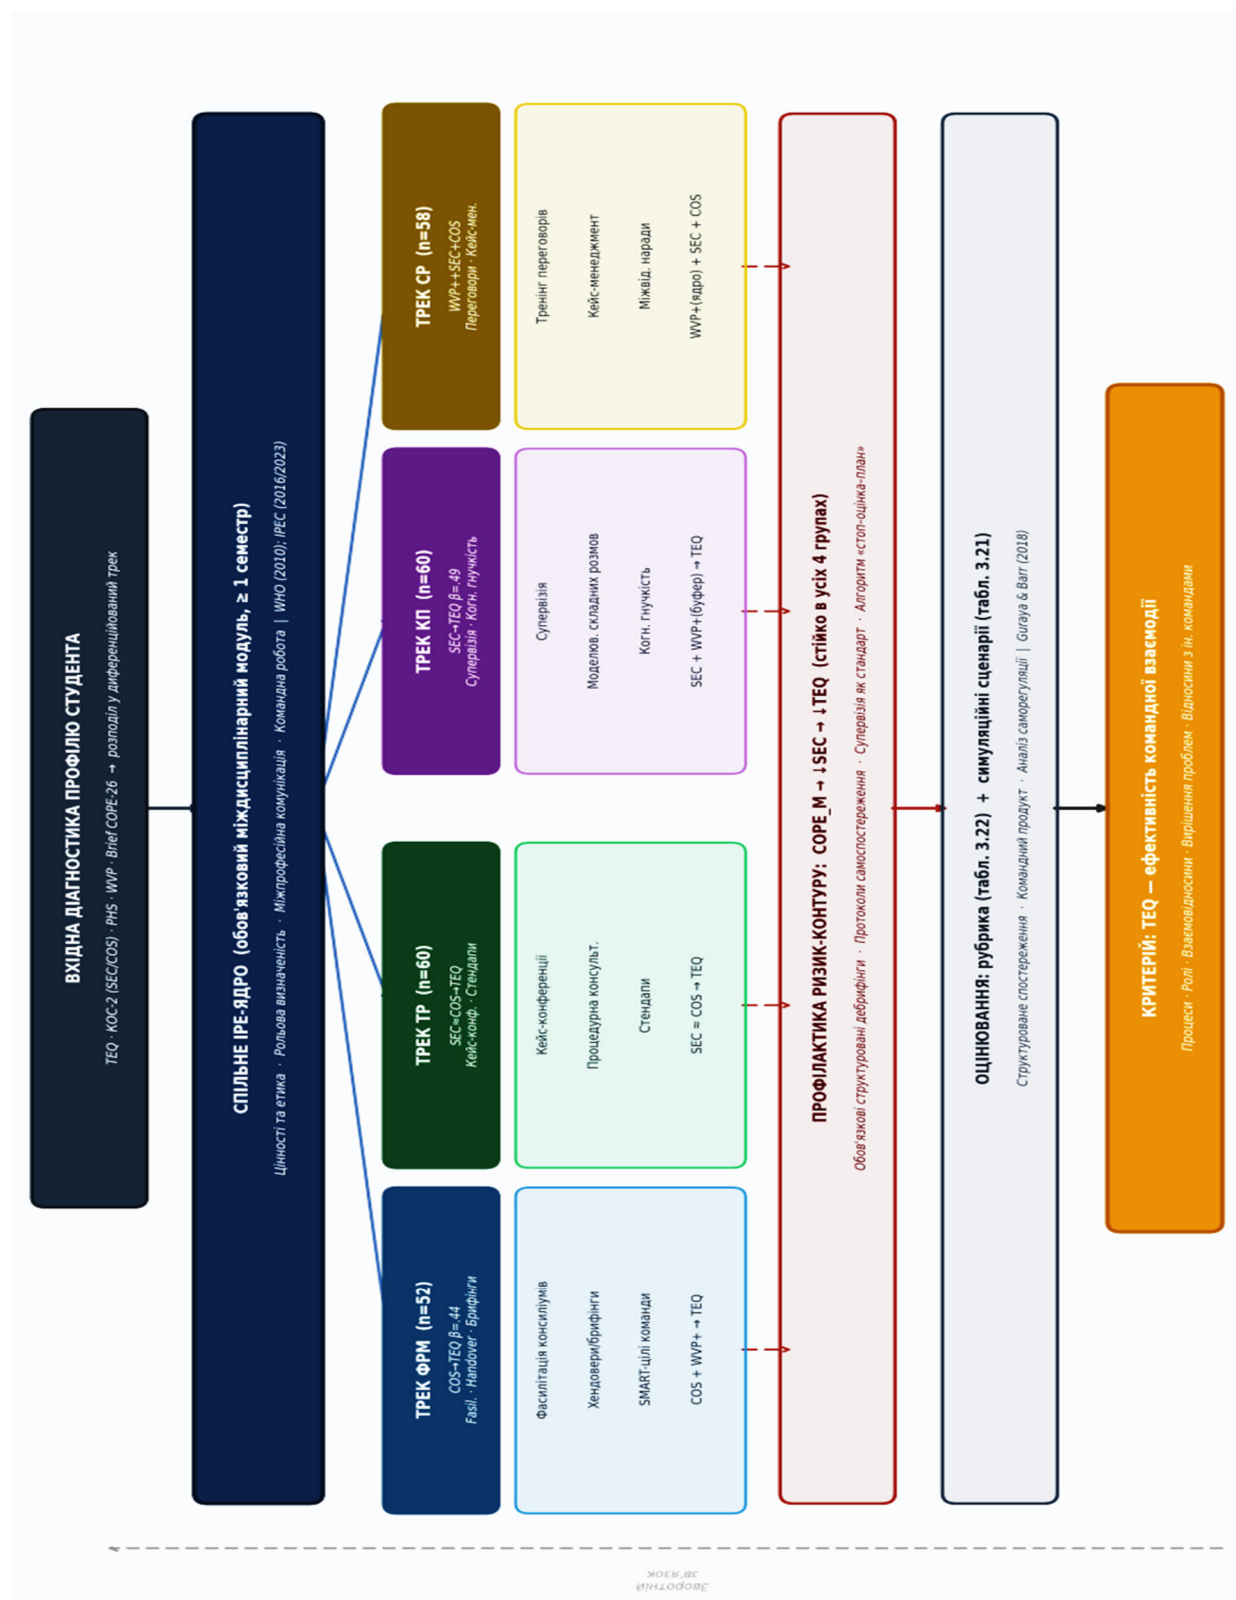 ВХІДНА ДІАГНОСТИКА ПРОФІЛЮ СТУДЕНТА
TEQ · КОС-2 (SEC/COS) · PHS · WVP · Brief COPE-26 → розподіл у диференційований трек
СПІЛЬНЕ IPE-ЯДРО (обов'язковий міждисциплінарний модуль, ≥ 1 семестр)
Цінності та етика · Рольова визначеність · Міжпрофесійна комунікація · Командна робота | WHO (2010); IPEC (2016/2023)
ТРЕК ФРМ (n=52)
COS→TEQ β=.44
Fasil. · Handover · Брифінги
ТРЕК ТР (n=60)
SEC≈COS→TEQ
Кейс-конф. · Стендапи
ТРЕК КП (n=60)
SEC→TEQ β=.49
Супервізія · Когн. гнучкість
ТРЕК СР (n=58)
WVP++SEC+COS
Переговори · Кейс-мен.
Фасилітація консиліумів
Хендовери/брифінги
SMART-цілі команди
COS + WVP+ → TEQ
Кейс-конференції
Процедурна консульт.
Стендапи
SEC ≈ COS → TEQ
Супервізія
Моделюв. складних розмов
Когн. гнучкість
SEC + WVP+(буфер) → TEQ
Тренінг переговорів
Кейс-менеджмент
Міжвід. наради
WVP+(ядро) + SEC + COS
ПРОФІЛАКТИКА РИЗИК-КОНТУРУ: COPE_M → ↓SEC → ↓TEQ (стійко в усіх 4 групах)
Обов'язкові структуровані дебрифінги · Протоколи самоспостереження · Супервізія як стандарт · Алгоритм «стоп–оцінка–план»
ОЦІНЮВАННЯ: рубрика (табл. 3.22) + симуляційні сценарії (табл. 3.21)
Структуроване спостереження · Командний продукт · Аналіз саморегуляції | Guraya & Barr (2018)
КРИТЕРІЙ: TEQ — ефективність командної взаємодії
Процеси · Ролі · Взаємовідносини · Вирішення проблем · Відносини з ін. командами
Зворотній
зв'язок